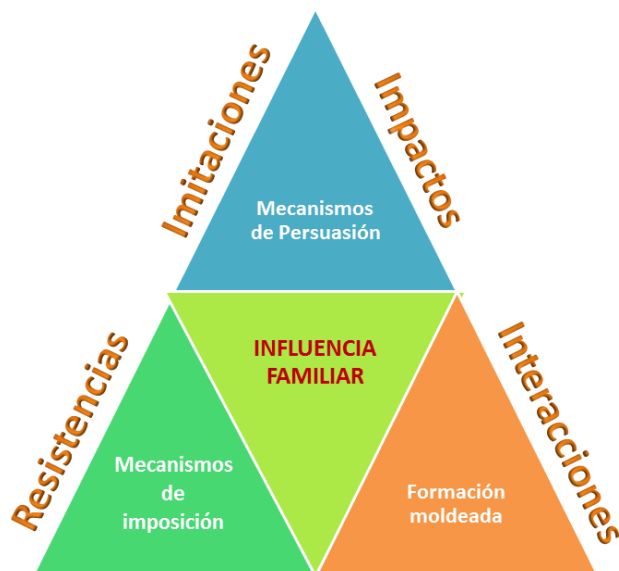 Imitaciones
Impactos
Mecanismos
de Persuasión
Resistencias
INFLUENCIA
FAMILIAR
Interacciones
Mecanismos
de
imposición
Formación
moldeada